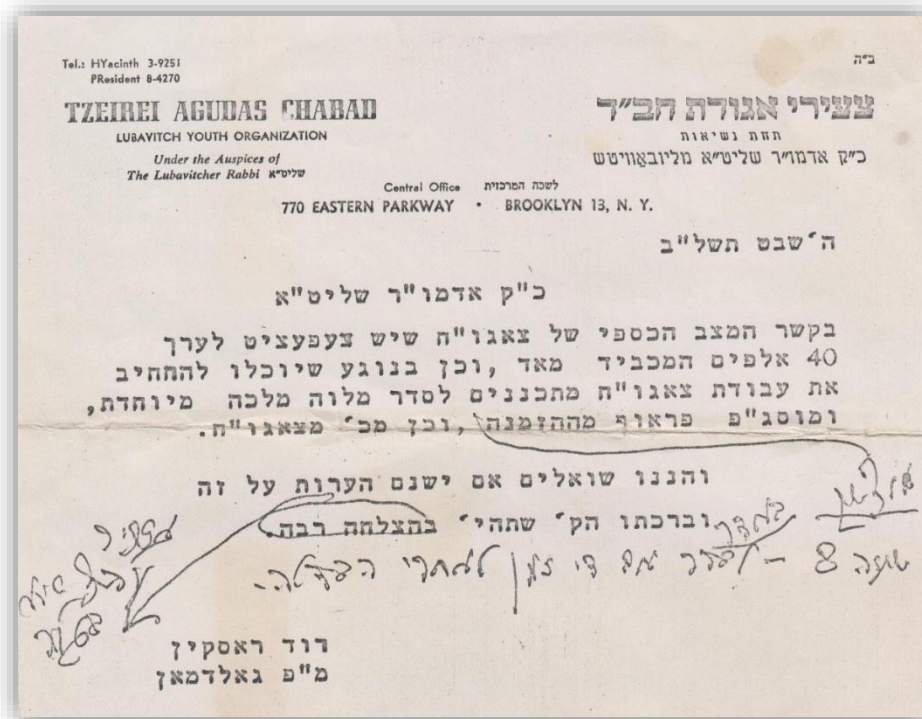 ב"ה
Tel.: HYacinth 3-9251
PResident 8-4270
TZEIREI AGUDAS CHABAD
LUBAVITCH YOUTH ORGANIZATION
Under the Auspices of
The Lubavitcher Rabbi שליט"א
צעירי אגודת חב"ד
תחת נשיאות
כ"ק אדמו"ר שליט"א מליובאוויטש
Central Office לשכה המרכזית
770 EASTERN PARKWAY • BROOKLYN 13, N. Y.
ה' שבט תשל"ב
כ"ק אדמו"ר שליט"א
בקשר המצב הכספי של צאגו"ח שיש דעפעציט לערך
40 אלפים המכביד מאד ,וכן בנוגע שיוכלו להתחיב
את עבודת צאגו"ח מתכננים לסדר מלוה מלכה מיוחדת,
ומוסג"פ פראוף מההזמנה ,וכן מכ' מצאגו"ח.
והננו שואלים אם ישנם הערות על זה
וברכתו הק' שתהי' בהצלחה רבה.
שעה 8 –
דוד ראסקין
מ"פ גאלדמאן